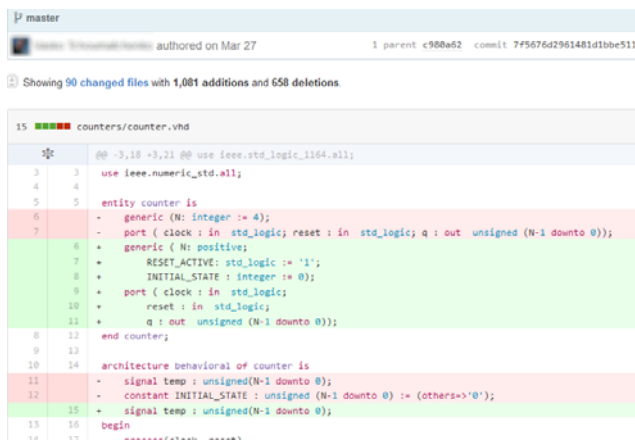 master
authored on Mar 27 1 parent c980a62 commit 7f5676d2961481d1bbe511
Showing 90 changed files with 1,081 additions and 658 deletions.
15 counters/counter.vhd
@@ -3,18 +3,21 @@ use ieee.std_logic_1164.all;
3 3 use ieee.numeric_std.all;
4 4
5 5 entity counter is
6 - generic (N: integer := 4);
7 - port ( clock : in std_logic; reset : in std_logic; q : out unsigned (N-1 downto 0));
6 + generic ( N: positive;
7 + RESET_ACTIVE: std_logic := '1';
8 + INITIAL_STATE : integer := 0);
9 + port ( clock : in std_logic;
10 + reset : in std_logic;
11 + q : out unsigned (N-1 downto 0));
8 12 end counter;
9 13
10 14 architecture behavioral of counter is
11 - signal temp : unsigned(N-1 downto 0);
12 - constant INITIAL_STATE : unsigned (N-1 downto 0) := (others=>'0');
15 + signal temp : unsigned(N-1 downto 0);
13 16 begin
14 17 process(clock, reset)